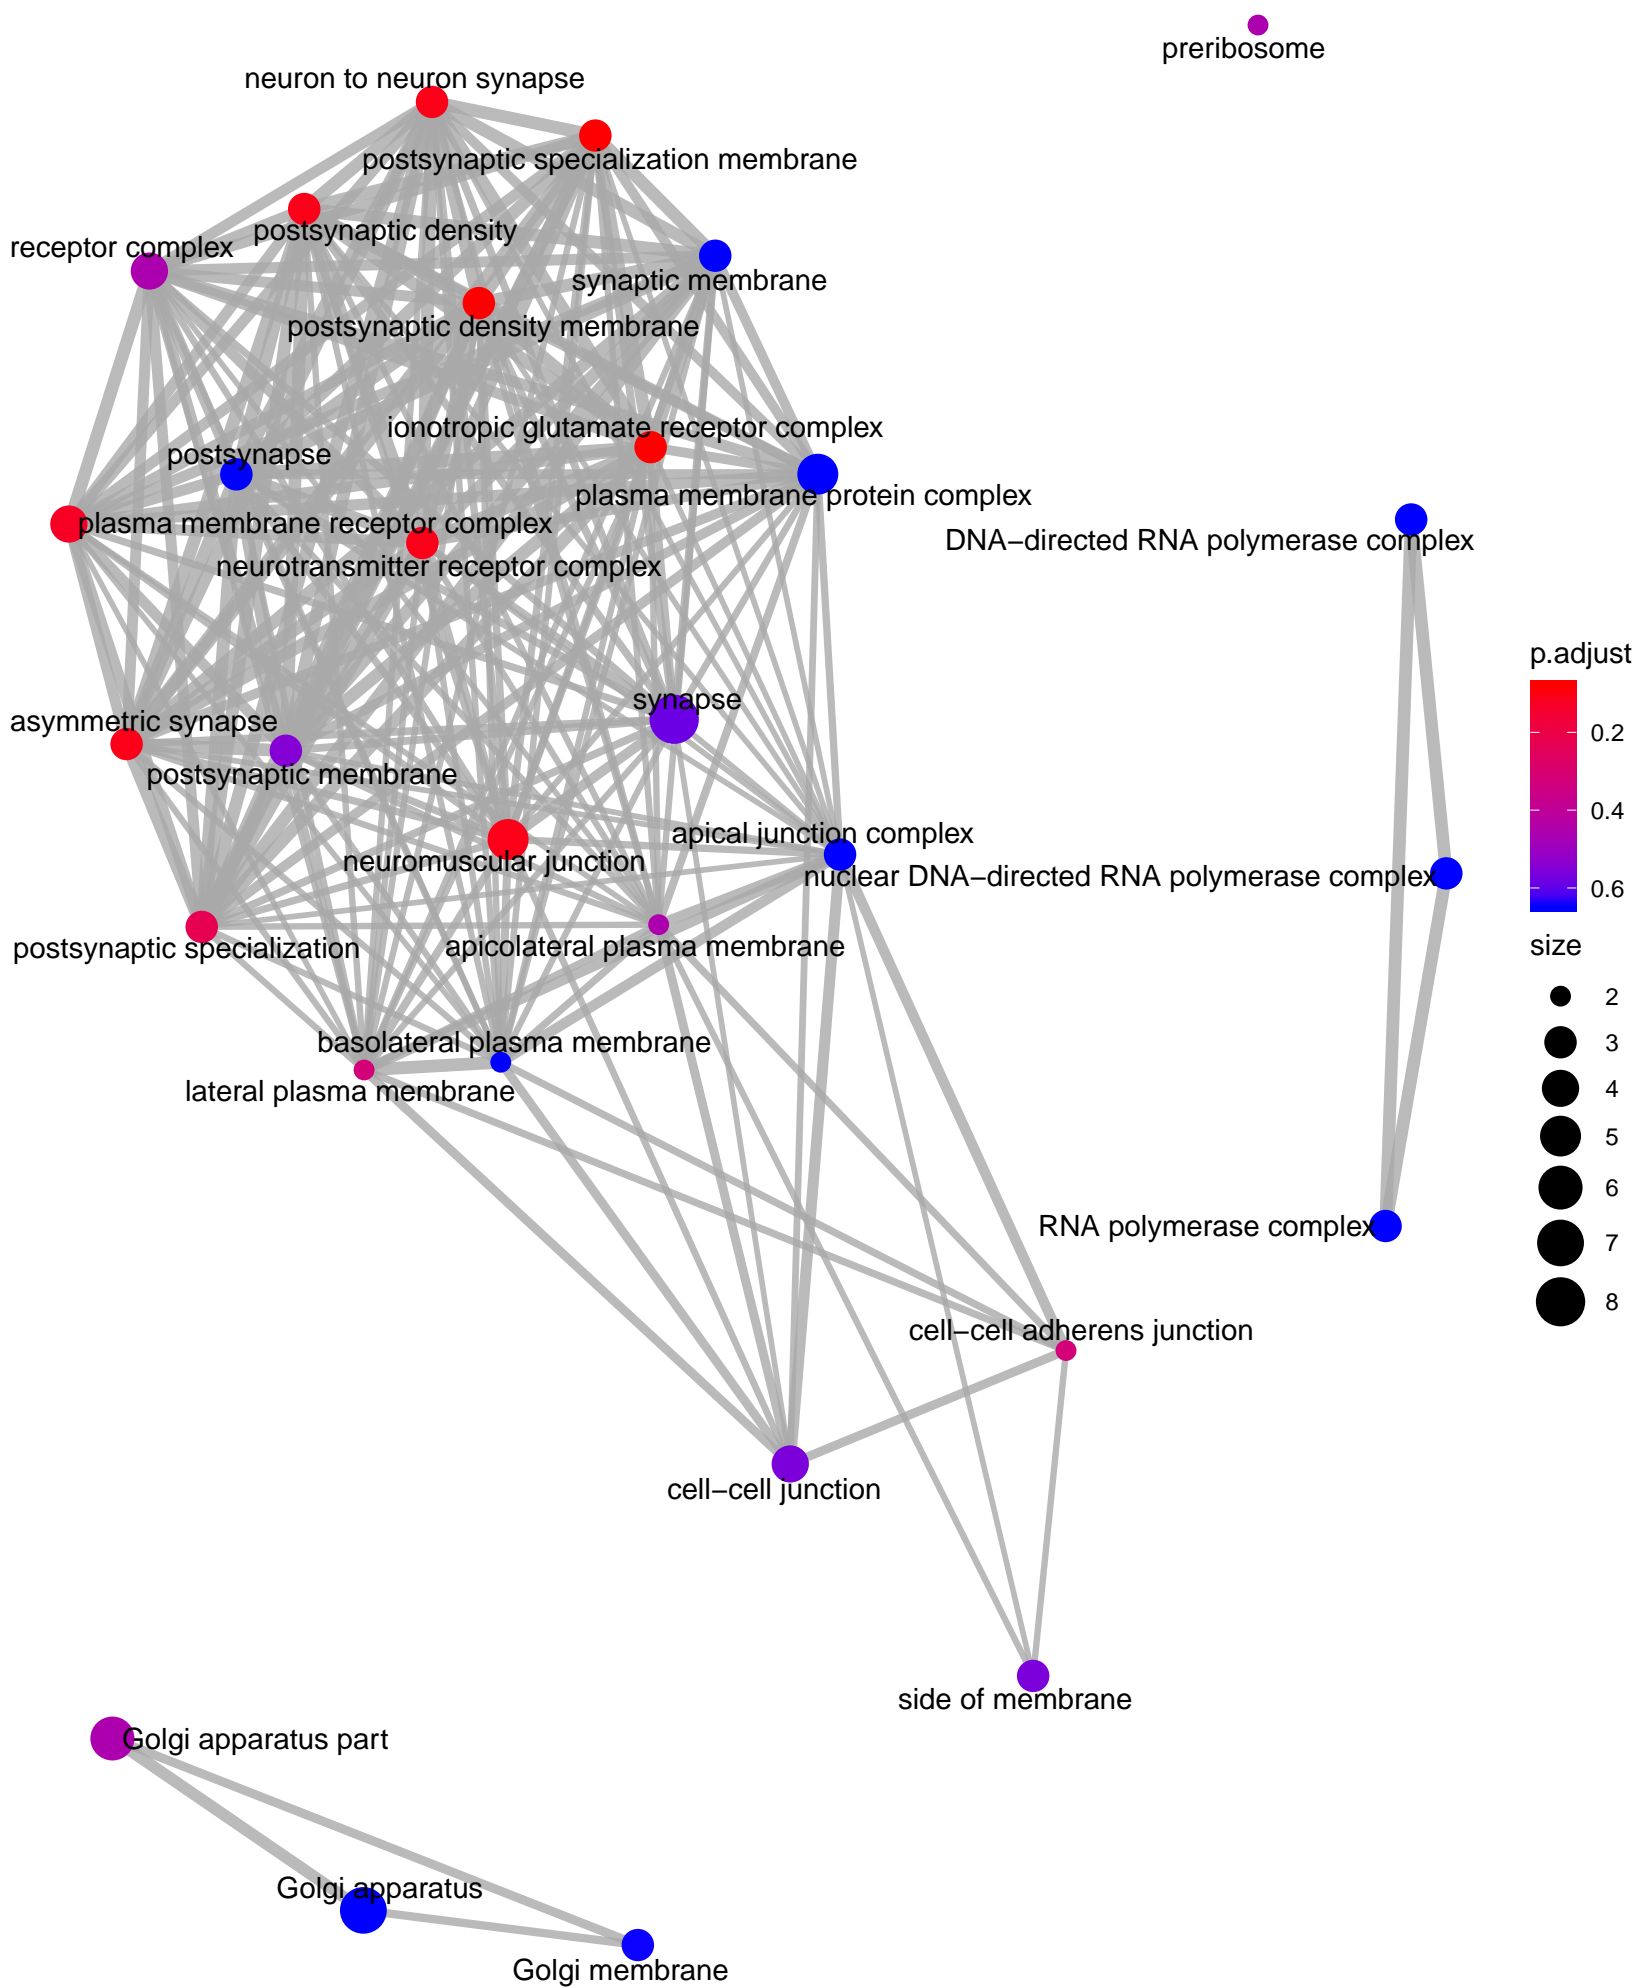 preribosome
neuron to neuron synapse
postsynaptic specialization membrane
postsynaptic density
receptor complex
synaptic membrane
postsynaptic density membrane
ionotropic glutamate receptor complex
postsynapse
plasma membrane protein complex
plasma membrane receptor complex
DNA−directed RNA polymerase complex
neurotransmitter receptor complex
p.adjust
0.2
0.4
0.6
synapse
asymmetric synapse
postsynaptic membrane
apical junction complex
neuromuscular junction
nuclear DNA−directed RNA polymerase complex
postsynaptic specialization
apicolateral plasma membrane
size
2
3
4
5
6
7
8
basolateral plasma membrane
lateral plasma membrane
RNA polymerase complex
cell−cell adherens junction
cell−cell junction
side of membrane
Golgi apparatus part
Golgi apparatus
Golgi membrane